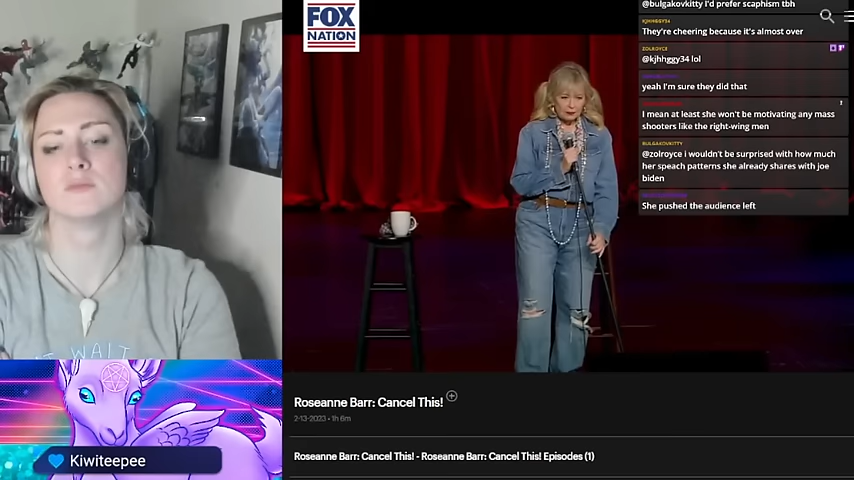 FOX
NATION
@bulgakovkitty I'd prefer scaphism tbh
KJHHGGY34
They're cheering because it's almost over
ZOLROYCE
@kjhhggy34 lol
yeah I'm sure they did that
I mean at least she won't be motivating any mass
shooters like the right-wing men
BULGAKOVKITTY
@zolroyce i wouldn't be surprised with how much
her speach patterns she already shares with joe
biden
She pushed the audience left
WAIT
Kiwiteepee
Roseanne Barr: Cancel This!
2-13-2023 • 1h 6m
Roseanne Barr: Cancel This! - Roseanne Barr: Cancel This! Episodes (1)